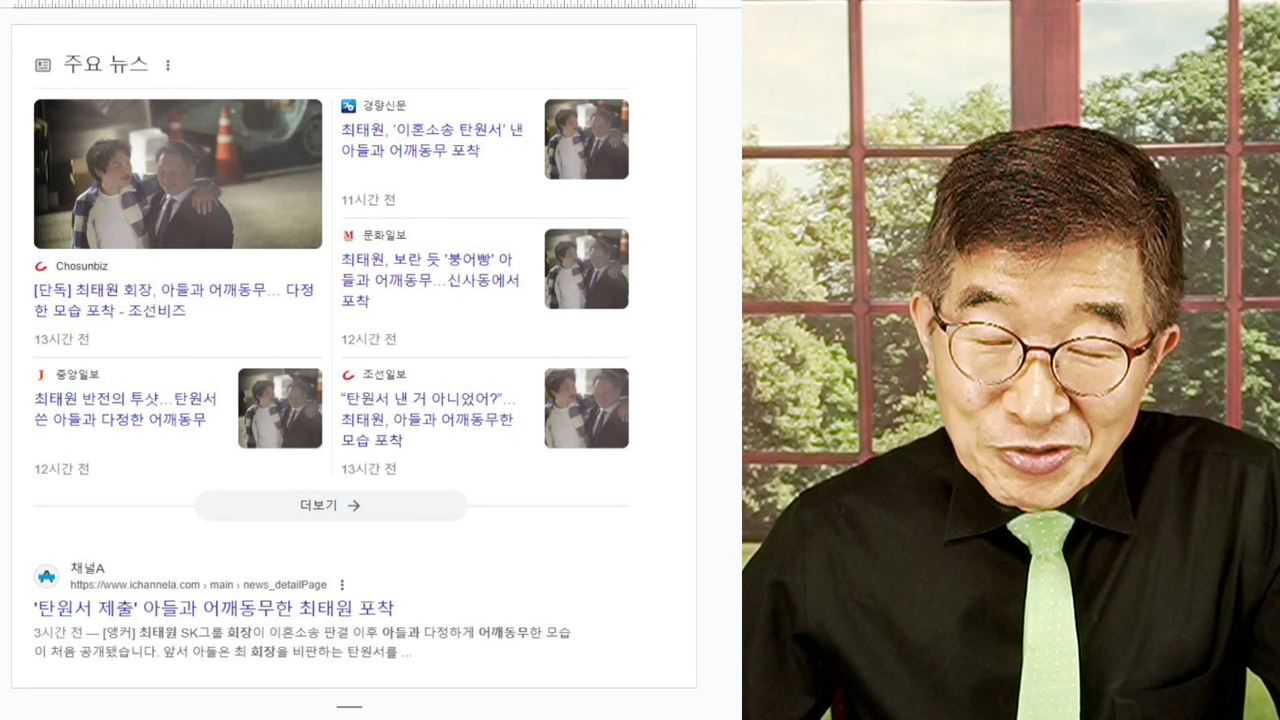 주요 뉴스
Chosunbiz
[단독] 최태원 회장, 아들과 어깨동무... 다정
한 모습 포착 - 조선비즈
13시간 전
경향신문
최태원, '이혼소송 탄원서' 낸
아들과 어깨동무 포착
11시간 전
문화일보
최태원, 보란 듯 '붕어빵' 아
들과 어깨동무…신사동에서
포착
12시간 전
중앙일보
최태원 반전의 투샷…탄원서
쓴 아들과 다정한 어깨동무
12시간 전
조선일보
“탄원서 낸 거 아니었어?”…
최태원, 아들과 어깨동무한
모습 포착
13시간 전
더보기
채널A
https://www.ichannela.com › main › news_detailPage
'탄원서 제출' 아들과 어깨동무한 최태원 포착
3시간 전 — [앵커] 최태원 SK그룹 회장이 이혼소송 판결 이후 아들과 다정하게 어깨동무한 모습
이 처음 공개됐습니다. 앞서 아들은 최 회장을 비판하는 탄원서를 ...